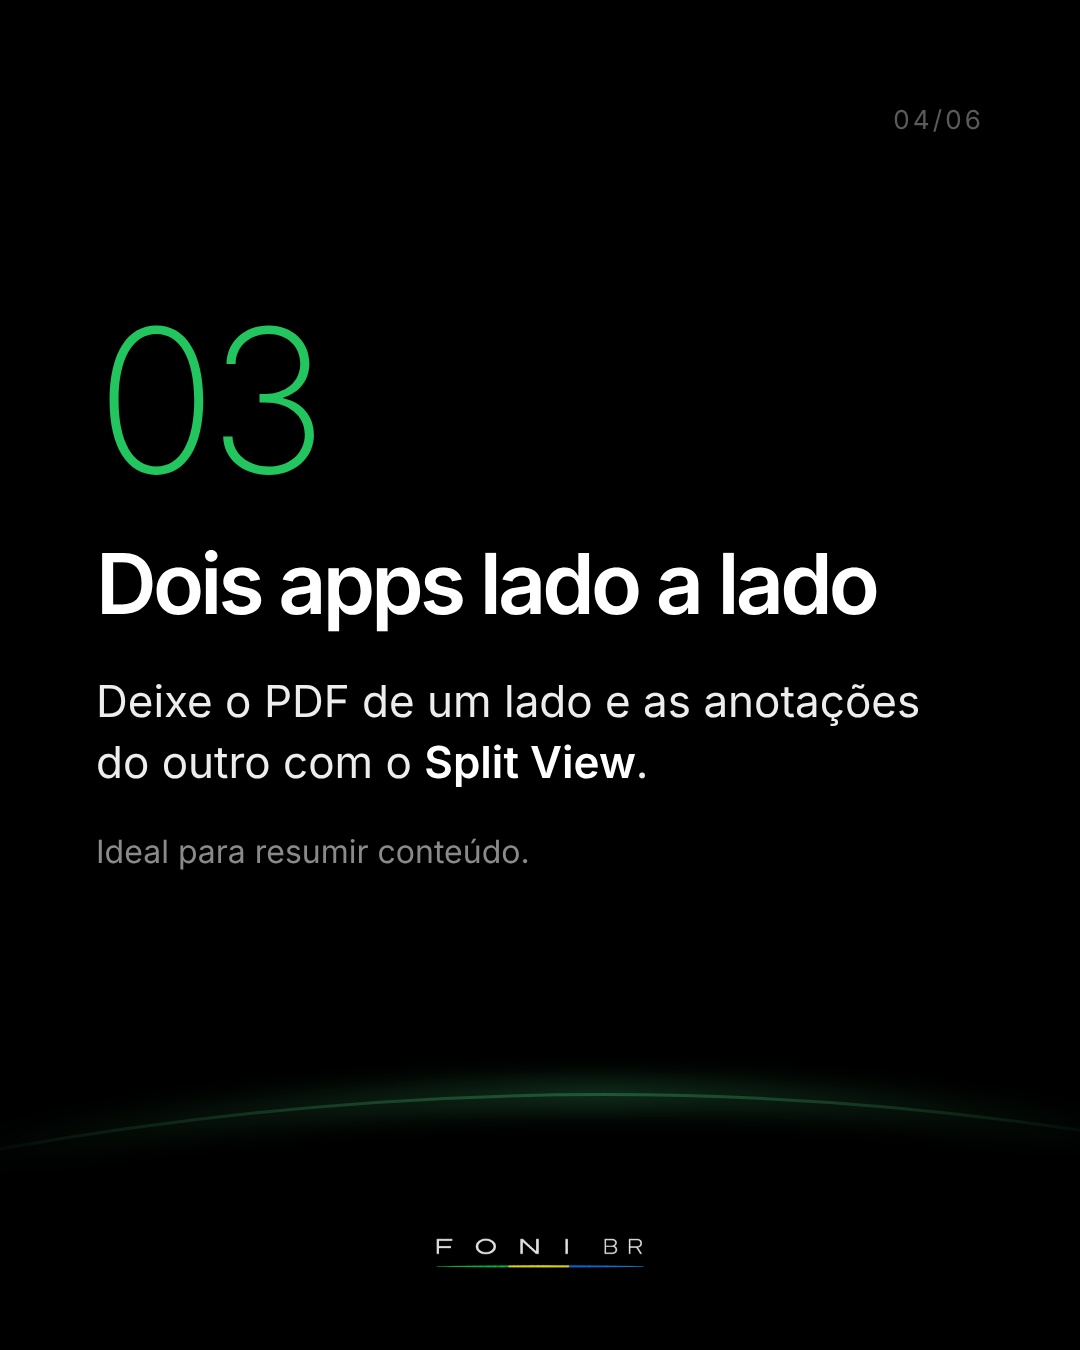 04/06
03
Dois apps lado a lado
Deixe o PDF de um lado e as anotações
do outro com o Split View.
Ideal para resumir conteúdo.
FONI BR